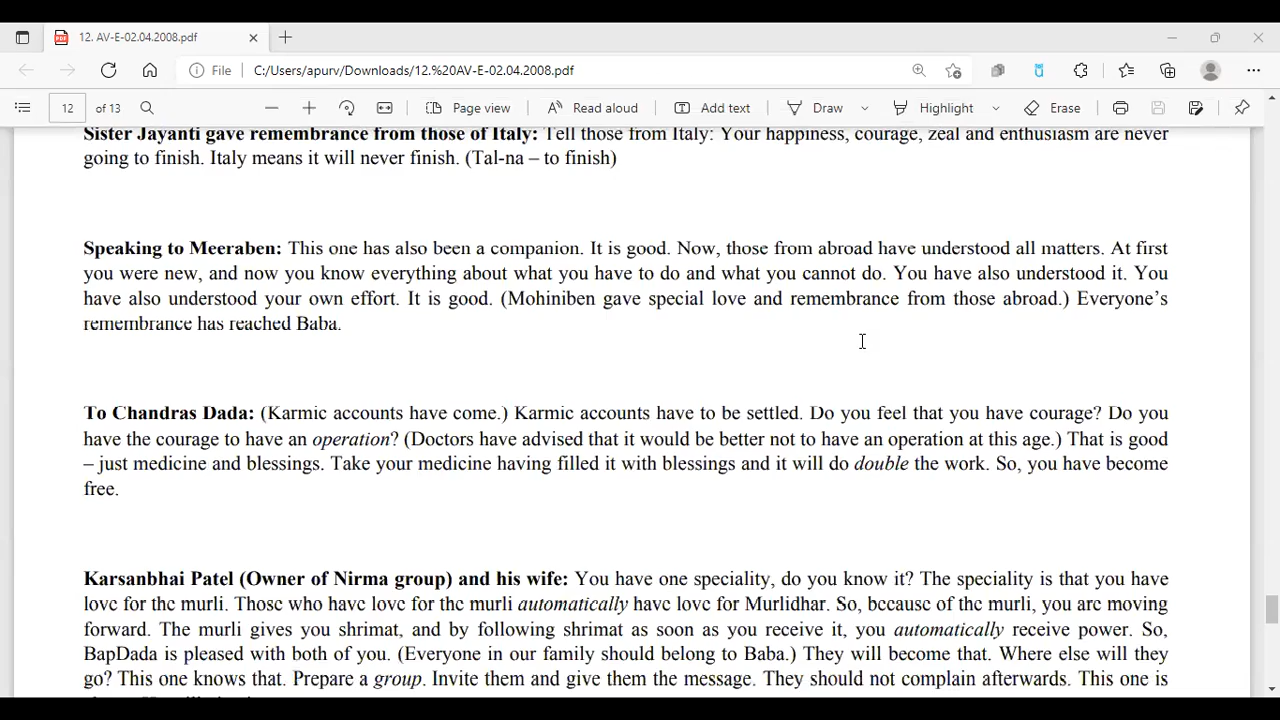 12. AV-E-02.04.2008.pdf
File C:/Users/apurv/Downloads/12.%20AV-E-02.04.2008.pdf
12 of 13 Page view Read aloud Add text Draw Highlight Erase
Sister Jayanti gave remembrance from those of Italy: Tell those from Italy: Your happiness, courage, zeal and enthusiasm are never
going to finish. Italy means it will never finish. (Tal-na – to finish)
Speaking to Meeraben: This one has also been a companion. It is good. Now, those from abroad have understood all matters. At first
you were new, and now you know everything about what you have to do and what you cannot do. You have also understood it. You
have also understood your own effort. It is good. (Mohiniben gave special love and remembrance from those abroad.) Everyone's
remembrance has reached Baba.
To Chandras Dada: (Karmic accounts have come.) Karmic accounts have to be settled. Do you feel that you have courage? Do you
have the courage to have an operation? (Doctors have advised that it would be better not to have an operation at this age.) That is good
– just medicine and blessings. Take your medicine having filled it with blessings and it will do double the work. So, you have become
free.
Karsanbhai Patel (Owner of Nirma group) and his wife: You have one speciality, do you know it? The speciality is that you have
love for the murli. Those who have love for the murli automatically have love for Murlidhar. So, because of the murli, you are moving
forward. The murli gives you shrimat, and by following shrimat as soon as you receive it, you automatically receive power. So,
BapDada is pleased with both of you. (Everyone in our family should belong to Baba.) They will become that. Where else will they
go? This one knows that. Prepare a group. Invite them and give them the message. They should not complain afterwards. This one is